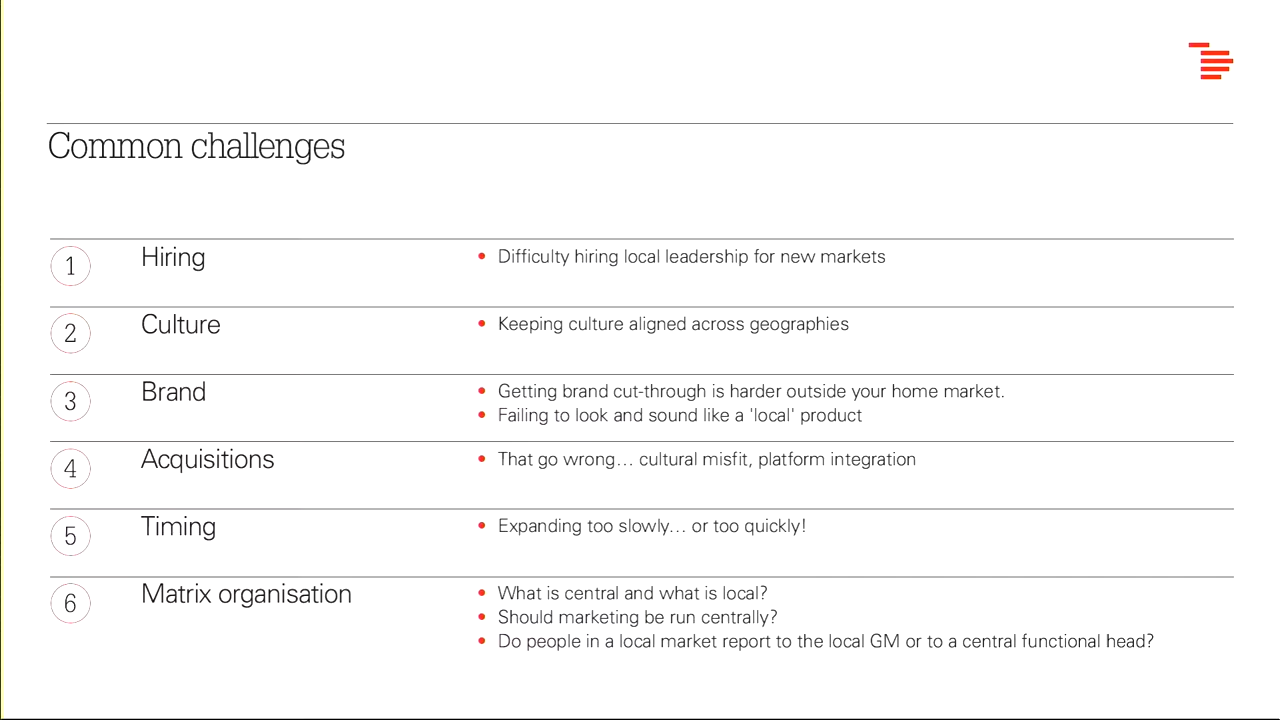 Common challenges
1 Hiring
• Difficulty hiring local leadership for new markets
2 Culture
• Keeping culture aligned across geographies
3 Brand
• Getting brand cut-through is harder outside your home market.
• Failing to look and sound like a 'local' product
4 Acquisitions
• That go wrong… cultural misfit, platform integration
5 Timing
• Expanding too slowly… or too quickly!
6 Matrix organisation
• What is central and what is local?
• Should marketing be run centrally?
• Do people in a local market report to the local GM or to a central functional head?